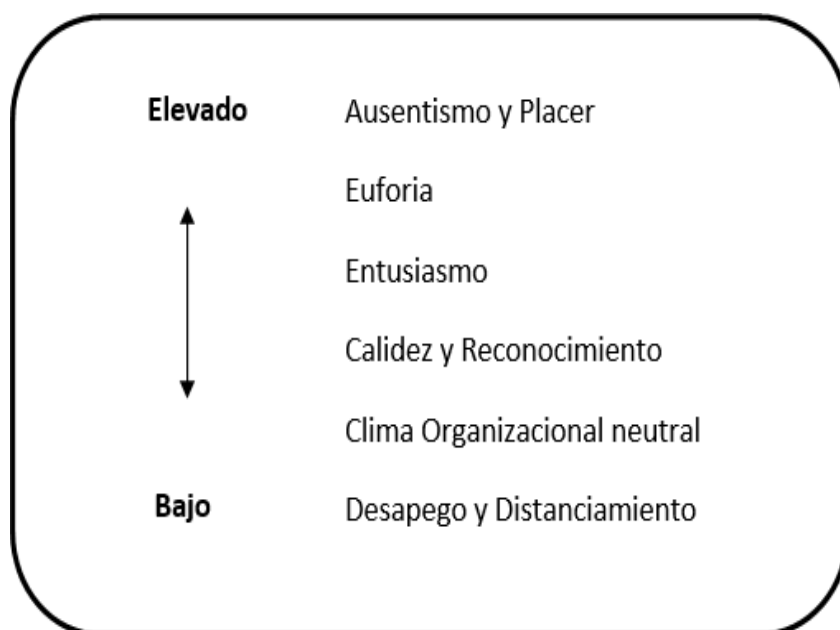 Elevado Ausentismo y Placer
Euforia
Entusiasmo
Calidez y Reconocimiento
Clima Organizacional neutral
Bajo Desapego y Distanciamiento